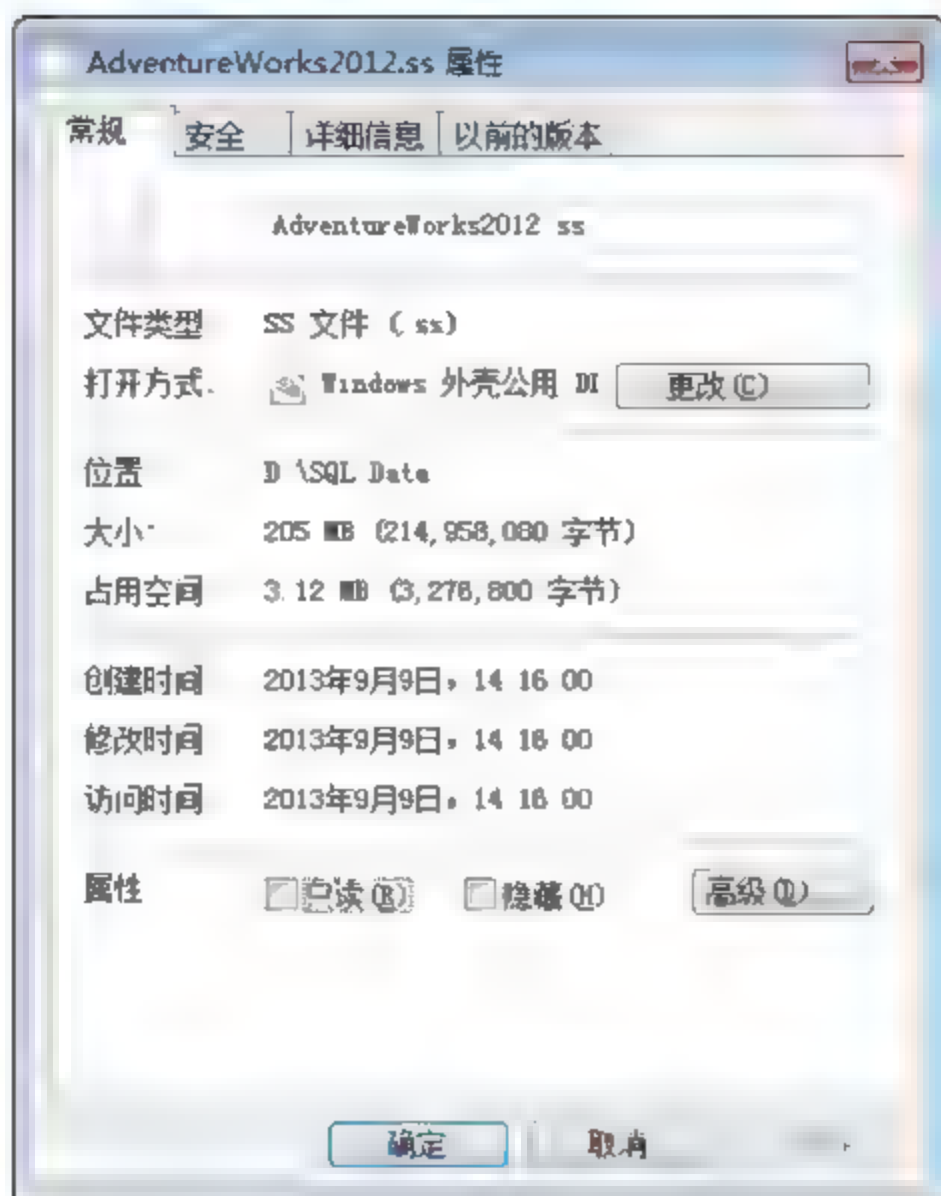 AdventureWorks2012.ss 属性
常规 安全 详细信息 以前的版本
AdventureWorks2012 ss
文件类型 SS 文件 ( ss)
打开方式. Windows 外壳公用 Dl 更改(C)
位置 D \SQL Date
大小: 205 MB (214,958,080 字节)
占用空间 3.12 MB (3,276,800 字节)
创建时间 2013年9月9日，14 16 00
修改时间 2013年9月9日，14 16 00
访问时间 2013年9月9日，14 16 00
属性 只读(R) 隐藏(H) 高级(D)
确定 取消